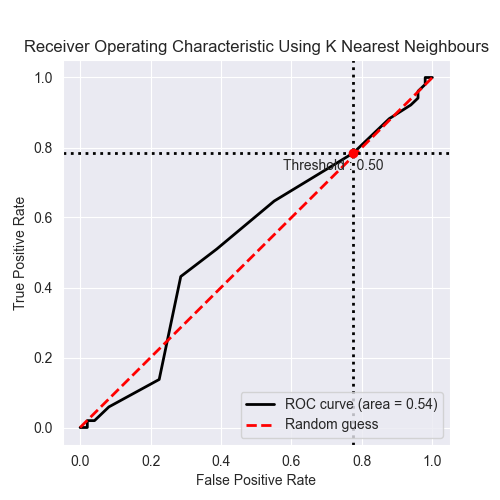 Receiver Operating Characteristic Using K Nearest Neighbours
1.0
0.8
0.6
0.4
0.2
0.0
True Positive Rate
Threshold 0.50
ROC curve (area = 0.54)
Random guess
0.0 0.2 0.4 0.6 0.8 1.0
False Positive Rate